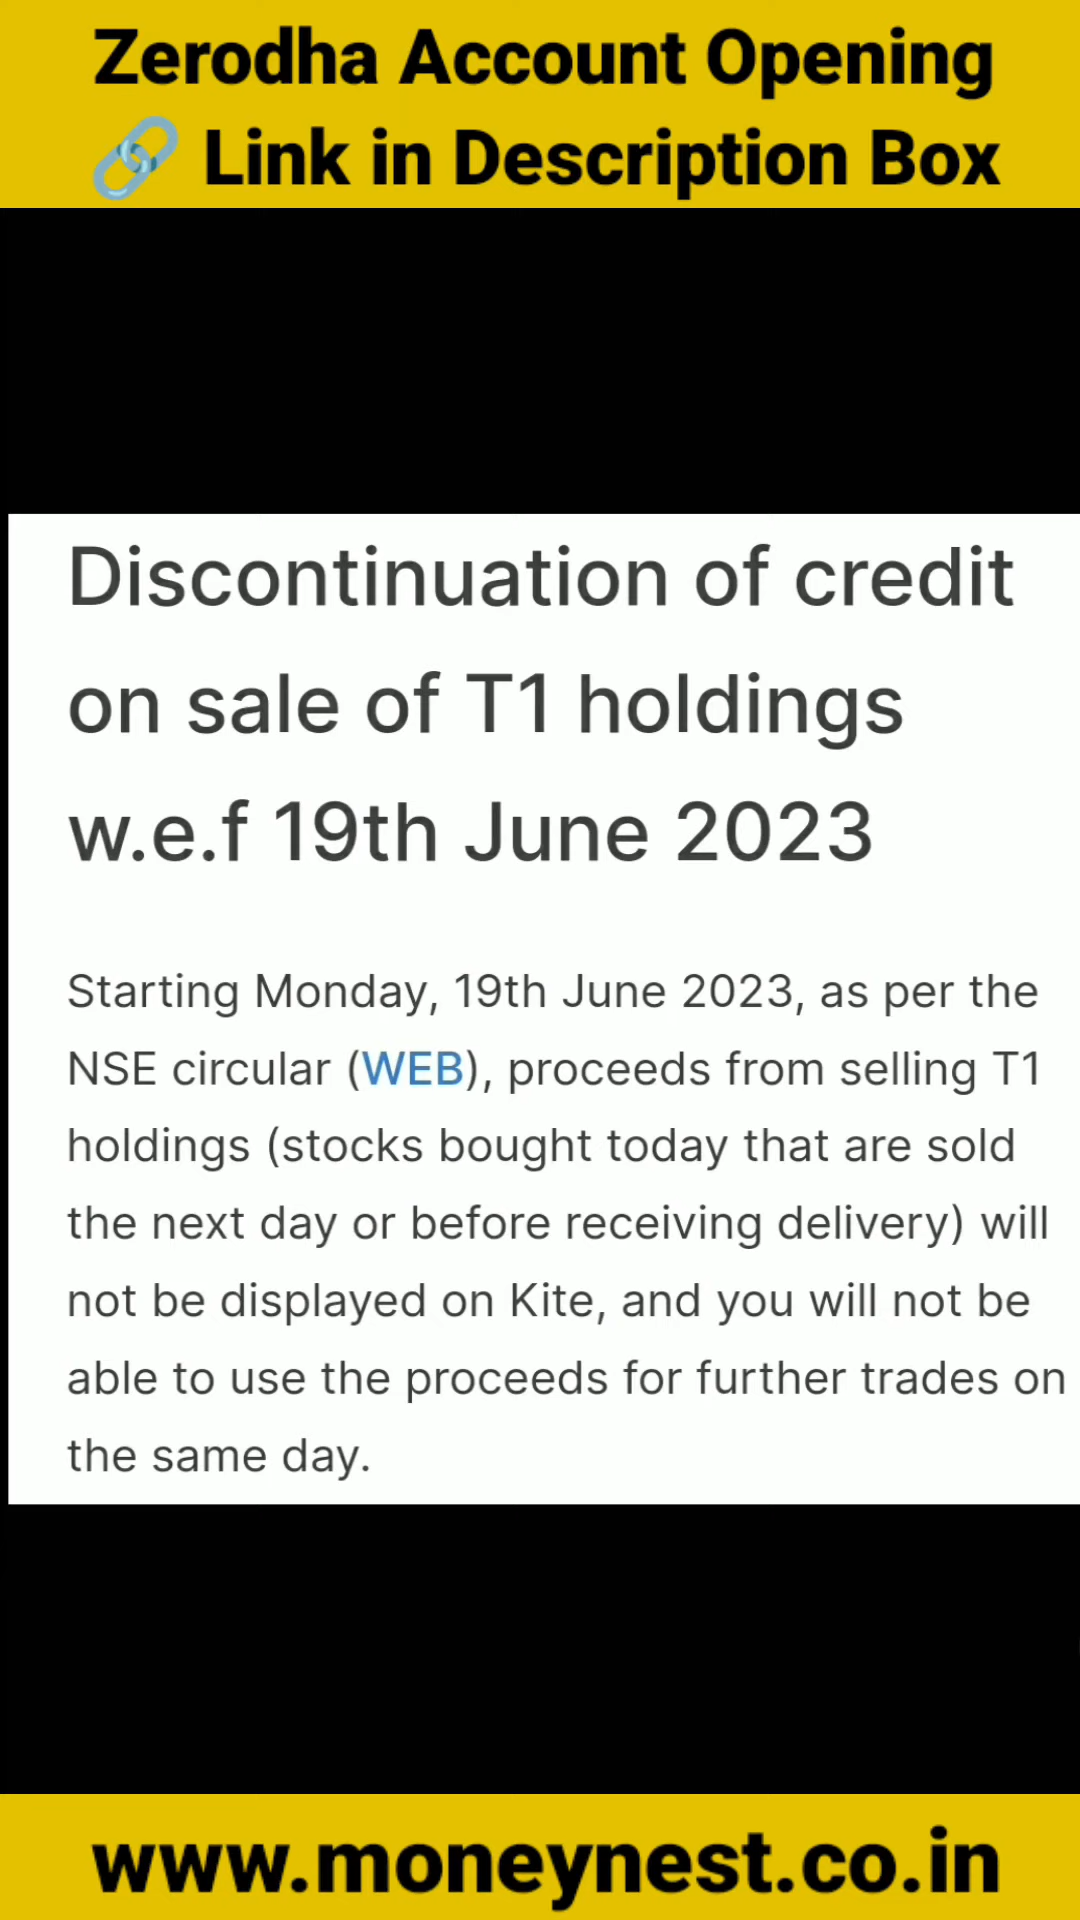 Zerodha Account Opening
🔗 Link in Description Box
Discontinuation of credit
on sale of T1 holdings
w.e.f 19th June 2023
Starting Monday, 19th June 2023, as per the
NSE circular (WEB), proceeds from selling T1
holdings (stocks bought today that are sold
the next day or before receiving delivery) will
not be displayed on Kite, and you will not be
able to use the proceeds for further trades on
the same day.
www.moneynest.co.in